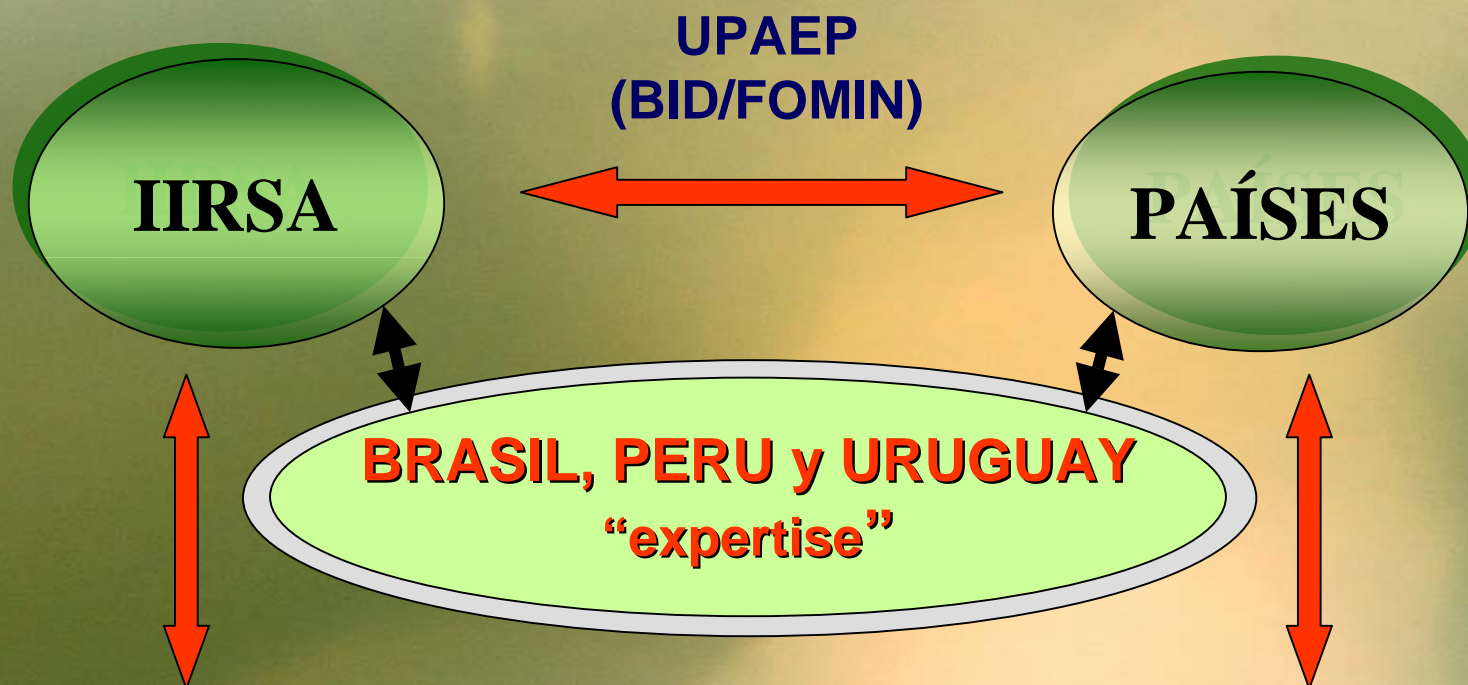 UPAEP
(BID/FOMIN)
IIRSA
PAÍSES
BRASIL, PERU y URUGUAY
“expertise”